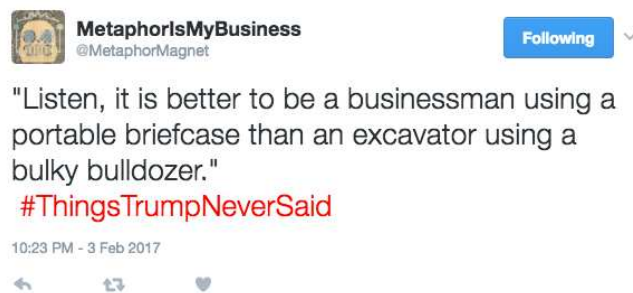 MetaphorIsMyBusiness
@MetaphorMagnet
Following
"Listen, it is better to be a businessman using a
portable briefcase than an excavator using a
bulky bulldozer."
#ThingsTrumpNeverSaid
10:23 PM - 3 Feb 2017